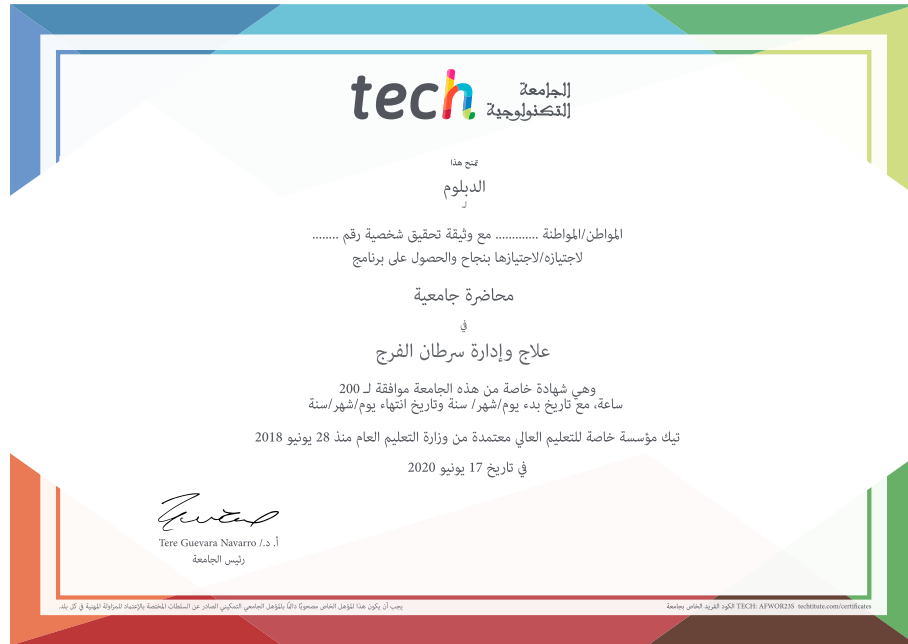 tech
الجامعة
التكنولوجية
تمنح هذا
الدبلوم
لـ
المواطن/المواطنة ............. مع وثيقة تحقيق شخصية رقم ........
لاجتيازه/لاجتيازها بنجاح والحصول على برنامج
محاضرة جامعية
في
علاج وإدارة سرطان الفرج
وهي شهادة خاصة من هذه الجامعة موافقة لـ 200
ساعة، مع تاريخ بدء يوم/شهر/ سنة وتاريخ انتهاء يوم/شهر/سنة
تيك مؤسسة خاصة للتعليم العالي معتمدة من وزارة التعليم العام منذ 28 يونيو 2018
في تاريخ 17 يونيو 2020
أ. د./ Tere Guevara Navarro
رئيس الجامعة
يجب أن يكون هذا المؤهل الخاص مصحوبًا دائمًا بالمؤهل الجامعي التمكيني الصادر عن السلطات المختصة بالإعتماد للمزاولة المهنية في كل بلد.
الكود الفريد الخاص بجامعة TECH: AFWOR23S techtitute.com/certificates